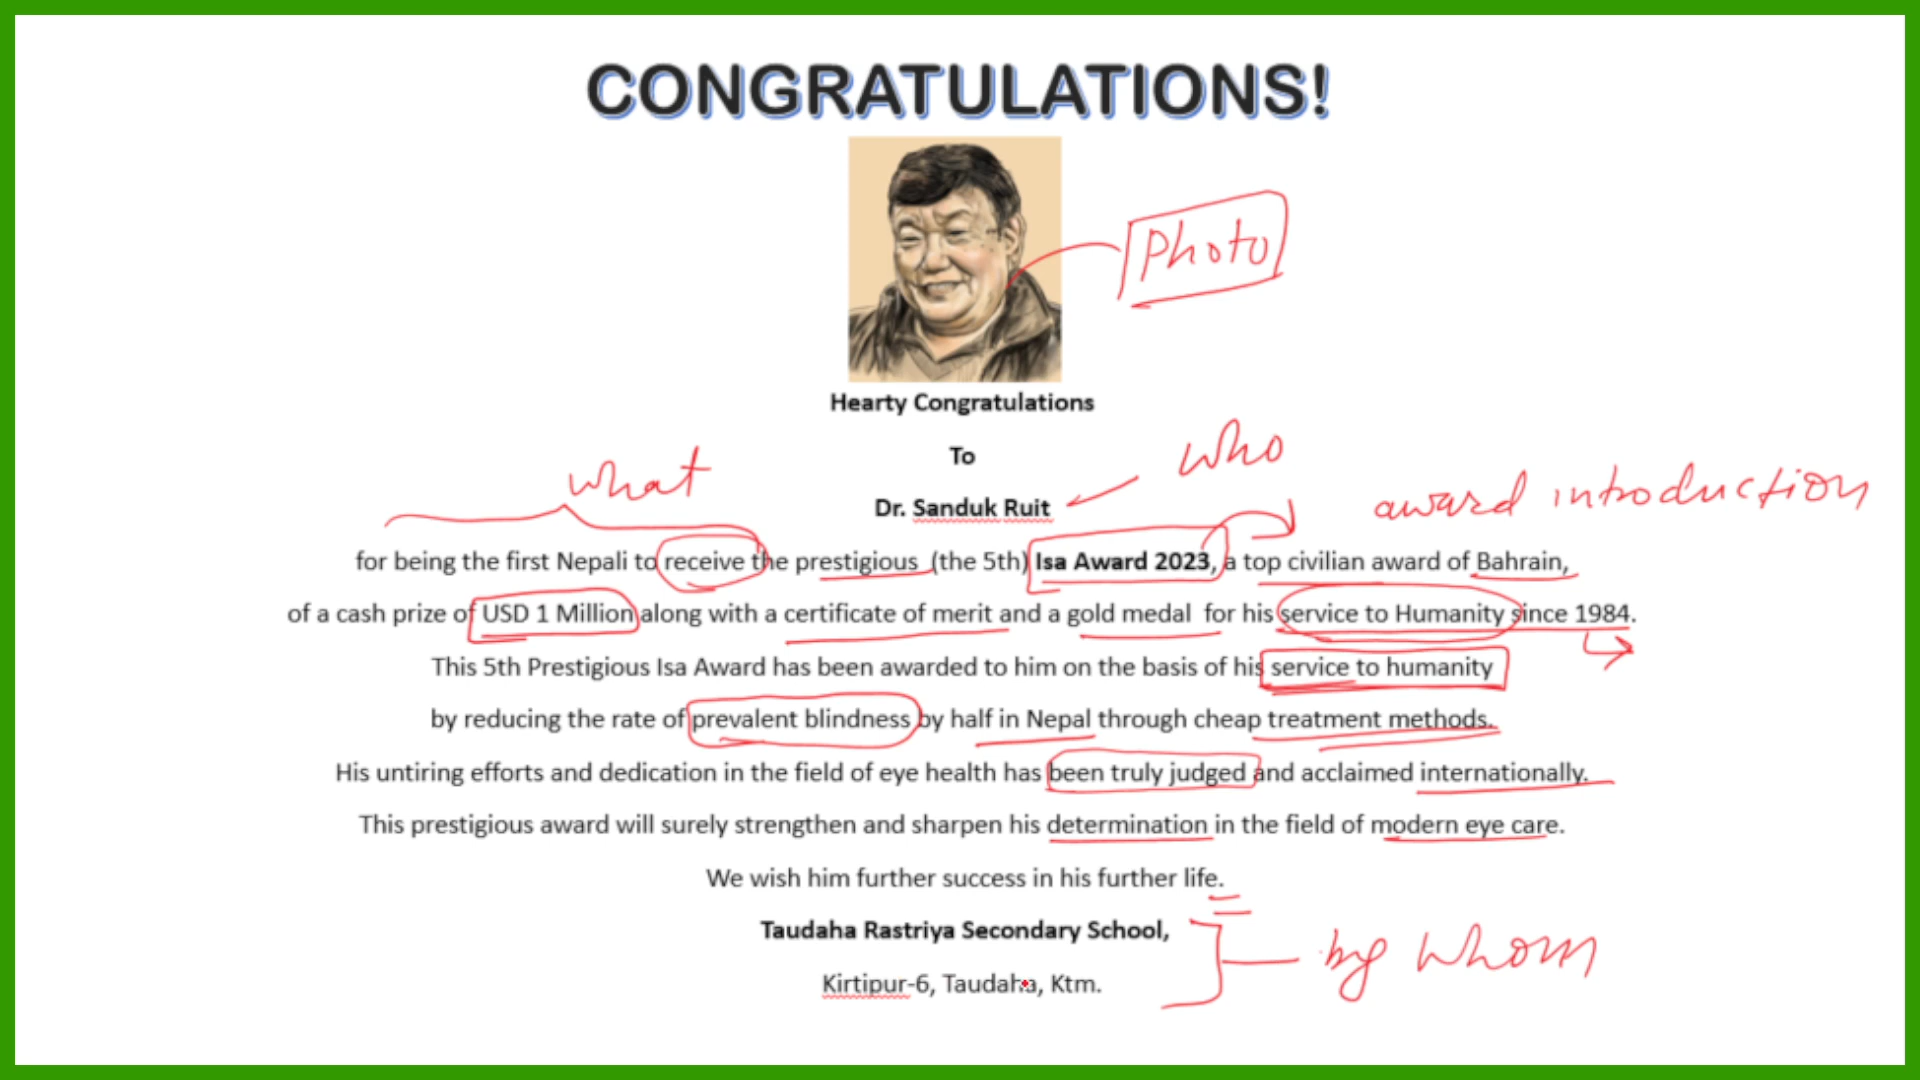 CONGRATULATIONS!
Photo
Hearty Congratulations
To
who
what
Dr. Sanduk Ruit
award introduction
for being the first Nepali to receive the prestigious (the 5th) Isa Award 2023, a top civilian award of Bahrain,
of a cash prize of USD 1 Million along with a certificate of merit and a gold medal for his service to Humanity since 1984.
This 5th Prestigious Isa Award has been awarded to him on the basis of his service to humanity
by reducing the rate of prevalent blindness by half in Nepal through cheap treatment methods.
His untiring efforts and dedication in the field of eye health has been truly judged and acclaimed internationally.
This prestigious award will surely strengthen and sharpen his determination in the field of modern eye care.
We wish him further success in his further life.
Taudaha Rastriya Secondary School,
by whom
Kirtipur-6, Taudaha, Ktm.